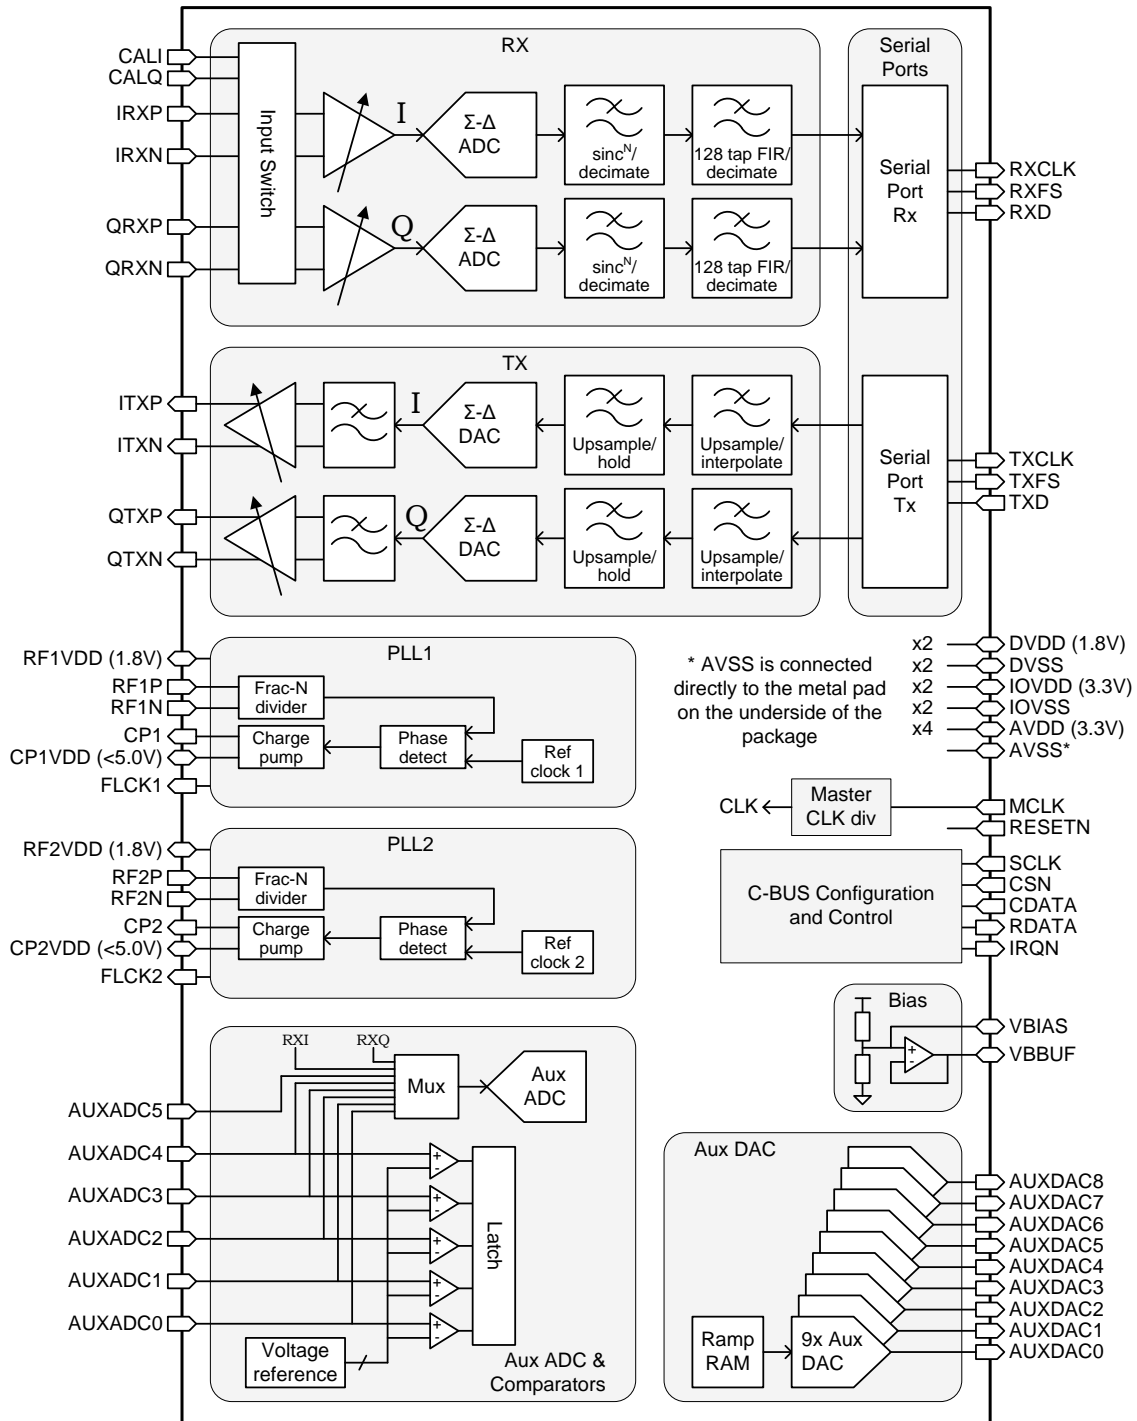 RX
Serial
Ports
CALI
CALQ
IRXP
IRXN
QRXP
QRXN
Input Switch
I
Σ-Δ
ADC
sincᴺ/
decimate
128 tap FIR/
decimate
Q
Σ-Δ
ADC
sincᴺ/
decimate
128 tap FIR/
decimate
Serial
Port
Rx
RXCLK
RXFS
RXD
TX
ITXP
ITXN
QTXP
QTXN
I
Σ-Δ
DAC
Upsample/
hold
Upsample/
interpolate
Q
Σ-Δ
DAC
Upsample/
hold
Upsample/
interpolate
Serial
Port
Tx
TXCLK
TXFS
TXD
PLL1
RF1VDD (1.8V)
RF1P
RF1N
CP1
CP1VDD (<5.0V)
FLCK1
Frac-N
divider
Charge
pump
Phase
detect
Ref
clock 1
* AVSS is connected
directly to the metal pad
on the underside of the
package
x2 DVDD (1.8V)
x2 DVSS
x2 IOVDD (3.3V)
x2 IOVSS
x4 AVDD (3.3V)
AVSS*
CLK
Master
CLK div
MCLK
RESETN
PLL2
RF2VDD (1.8V)
RF2P
RF2N
CP2
CP2VDD (<5.0V)
FLCK2
Frac-N
divider
Charge
pump
Phase
detect
Ref
clock 2
C-BUS Configuration
and Control
SCLK
CSN
CDATA
RDATA
IRQN
Bias
+
-
VBIAS
VBBUF
RXI
RXQ
Mux
Aux
ADC
AUXADC5
AUXADC4
AUXADC3
AUXADC2
AUXADC1
AUXADC0
+
-
+
-
+
-
+
-
+
-
Latch
Voltage
reference
Aux ADC &
Comparators
Aux DAC
Ramp
RAM
9x Aux
DAC
AUXDAC8
AUXDAC7
AUXDAC6
AUXDAC5
AUXDAC4
AUXDAC3
AUXDAC2
AUXDAC1
AUXDAC0